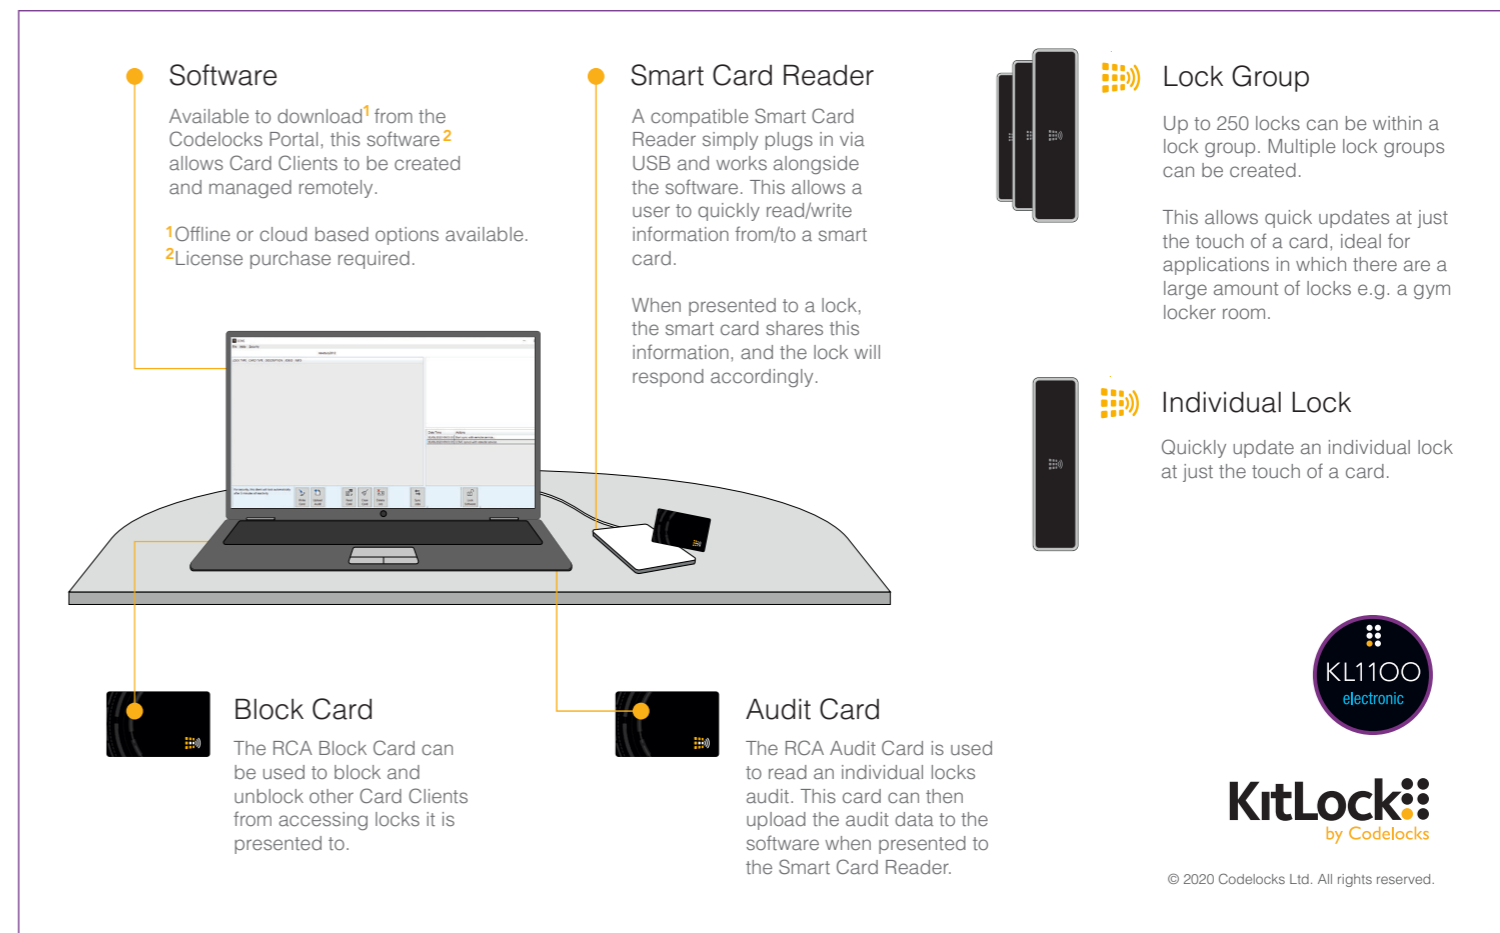 Software
Available to download1 from the
Codelocks Portal, this software 2
allows Card Clients to be created
and managed remotely.
1Offline or cloud based options available.
2License purchase required.
Smart Card Reader
A compatible Smart Card
Reader simply plugs in via
USB and works alongside
the software. This allows a
user to quickly read/write
information from/to a smart
card.
When presented to a lock,
the smart card shares this
information, and the lock will
respond accordingly.
Lock Group
Up to 250 locks can be within a
lock group. Multiple lock groups
can be created.
This allows quick updates at just
the touch of a card, ideal for
applications in which there are a
large amount of locks e.g. a gym
locker room.
Individual Lock
Quickly update an individual lock
at just the touch of a card.
Block Card
The RCA Block Card can
be used to block and
unblock other Card Clients
from accessing locks it is
presented to.
Audit Card
The RCA Audit Card is used
to read an individual locks
audit. This card can then
upload the audit data to the
software when presented to
the Smart Card Reader.
KL1100
electronic
KitLock
by Codelocks
© 2020 Codelocks Ltd. All rights reserved.